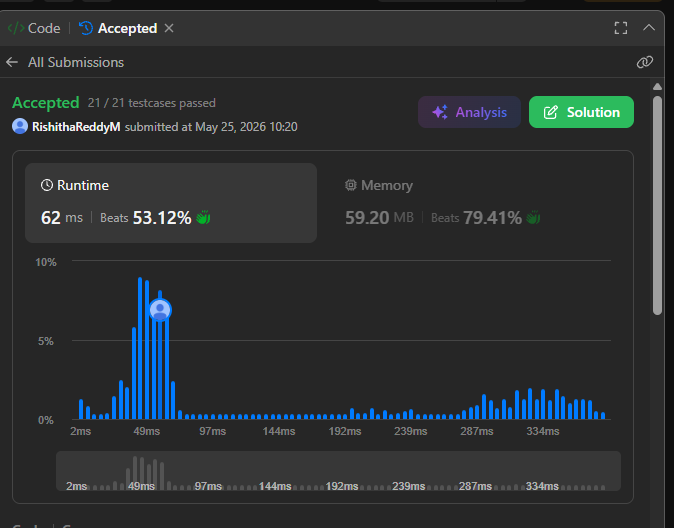 </> Code | Accepted ×
← All Submissions
Accepted 21 / 21 testcases passed
RishithaReddyM submitted at May 25, 2026 10:20
Analysis
Solution
Runtime
62 ms | Beats 53.12%
Memory
59.20 MB | Beats 79.41%
10%
5%
0%
2ms 49ms 97ms 144ms 192ms 239ms 287ms 334ms
2ms 49ms 97ms 144ms 192ms 239ms 287ms 334ms